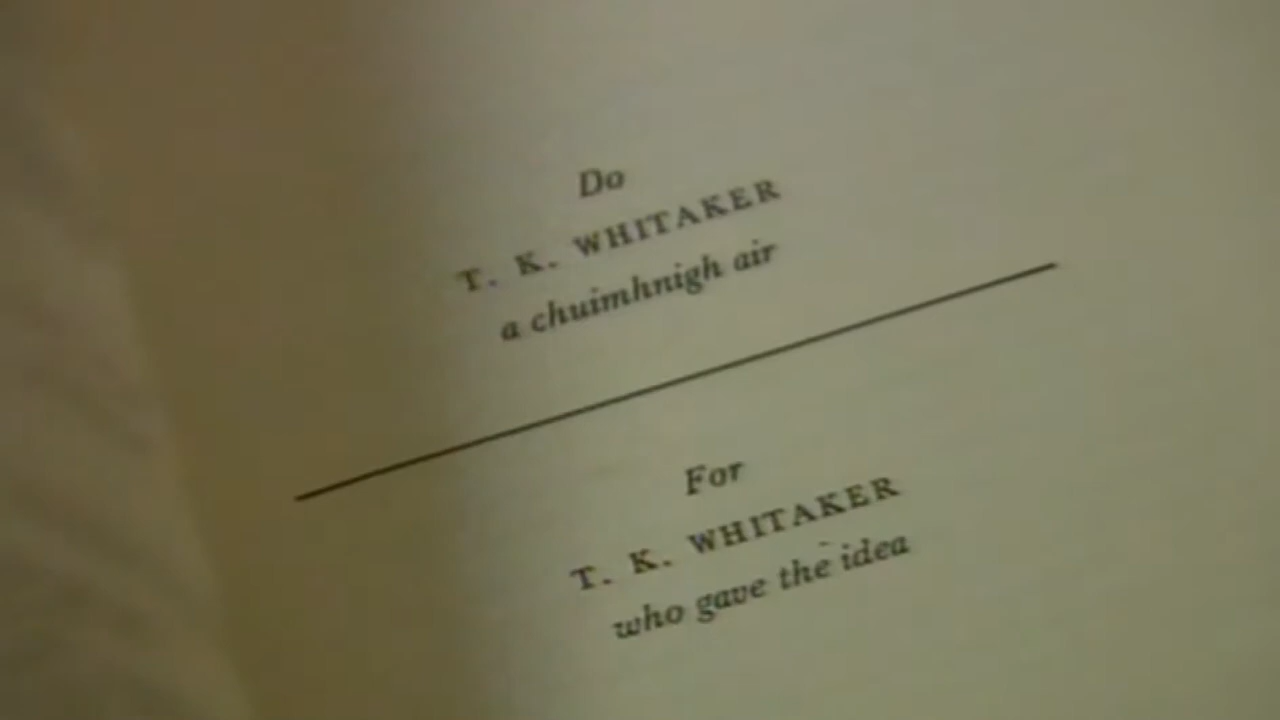 Do
T. K. WHITAKER
a chuimhnigh air
For
T. K. WHITAKER
who gave the idea